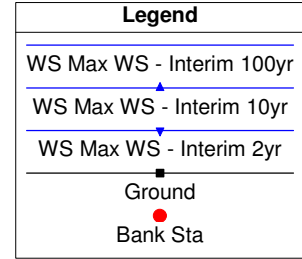 Legend
WS Max WS - Interim 100yr
WS Max WS - Interim 10yr
WS Max WS - Interim 2yr
Ground
Bank Sta